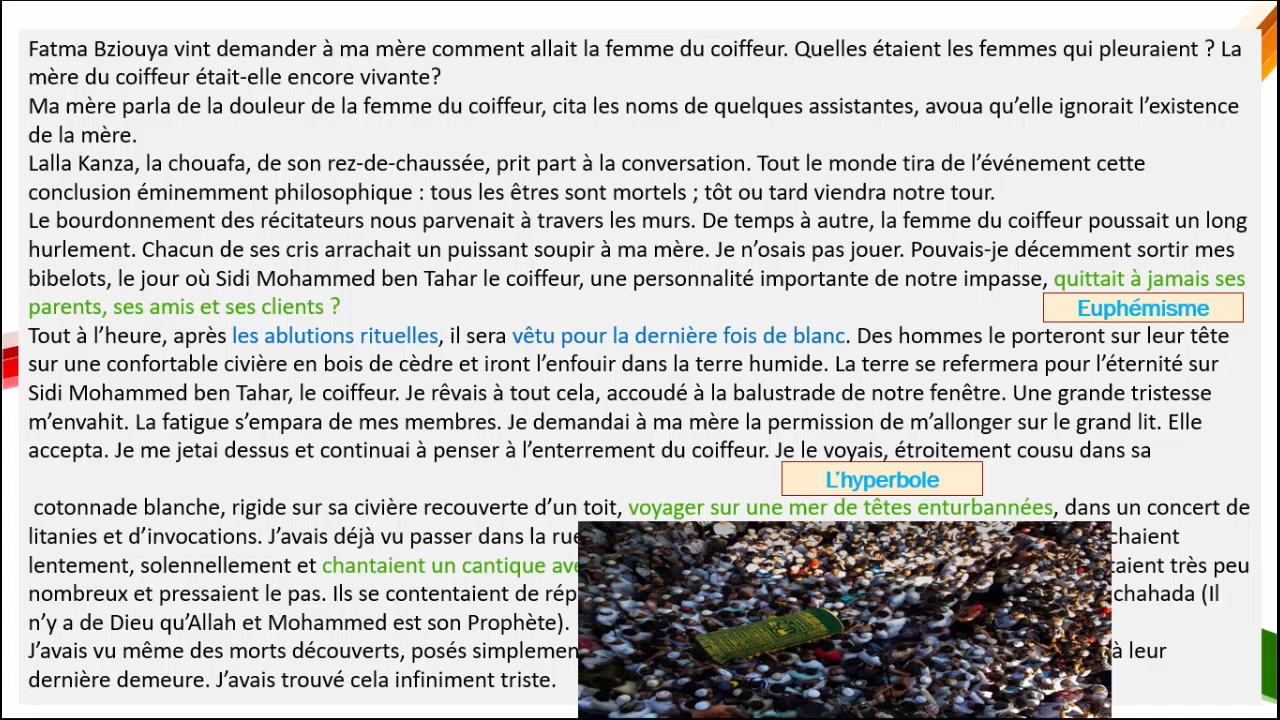 Fatma Bziouya vint demander à ma mère comment allait la femme du coiffeur. Quelles étaient les femmes qui pleuraient ? La
mère du coiffeur était-elle encore vivante?
Ma mère parla de la douleur de la femme du coiffeur, cita les noms de quelques assistantes, avoua qu’elle ignorait l’existence
de la mère.
Lalla Kanza, la chouafa, de son rez-de-chaussée, prit part à la conversation. Tout le monde tira de l’événement cette
conclusion éminemment philosophique : tous les êtres sont mortels ; tôt ou tard viendra notre tour.
Le bourdonnement des récitateurs nous parvenait à travers les murs. De temps à autre, la femme du coiffeur poussait un long
hurlement. Chacun de ses cris arrachait un puissant soupir à ma mère. Je n’osais pas jouer. Pouvais-je décemment sortir mes
bibelots, le jour où Sidi Mohammed ben Tahar le coiffeur, une personnalité importante de notre impasse, quittait à jamais ses
parents, ses amis et ses clients ?
Euphémisme
Tout à l’heure, après les ablutions rituelles, il sera vêtu pour la dernière fois de blanc. Des hommes le porteront sur leur tête
sur une confortable civière en bois de cèdre et iront l’enfouir dans la terre humide. La terre se refermera pour l’éternité sur
Sidi Mohammed ben Tahar, le coiffeur. Je rêvais à tout cela, accoudé à la balustrade de notre fenêtre. Une grande tristesse
m’envahit. La fatigue s’empara de mes membres. Je demandai à ma mère la permission de m’allonger sur le grand lit. Elle
accepta. Je me jetai dessus et continuai à penser à l’enterrement du coiffeur. Je le voyais, étroitement cousu dans sa
L’hyperbole
cotonnade blanche, rigide sur sa civière recouverte d’un toit, voyager sur une mer de têtes enturbannées, dans un concert de
litanies et d’invocations. J’avais déjà vu passer dans la rue chaient
lentement, solennellement et chantaient un cantique ave taient très peu
nombreux et pressaient le pas. Ils se contentaient de rép chahada (Il
n’y a de Dieu qu’Allah et Mohammed est son Prophète).
J’avais vu même des morts découverts, posés simplemen à leur
dernière demeure. J’avais trouvé cela infiniment triste.